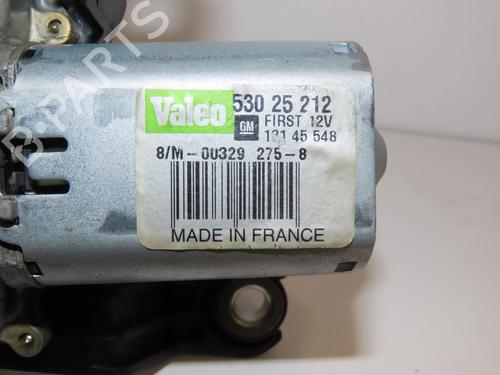 B-PARTS
Valeo 530 25 212
GM FIRST 12V
131 45 548
8/M-00329 275-8
MADE IN FRANCE